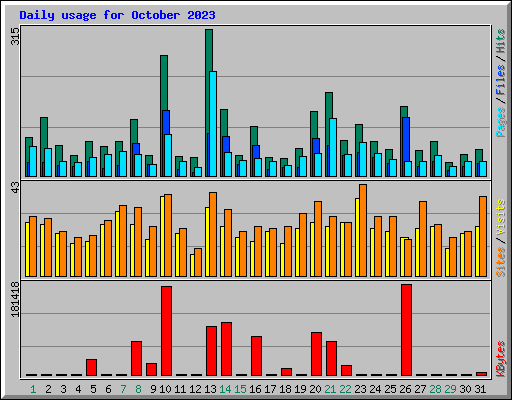 Daily usage for October 2023
315
Pages / Files / Hits
43
Sites / Visits
181418
KBytes
1 2 3 4 5 6 7 8 9 10 11 12 13 14 15 16 17 18 19 20 21 22 23 24 25 26 27 28 29 30 31